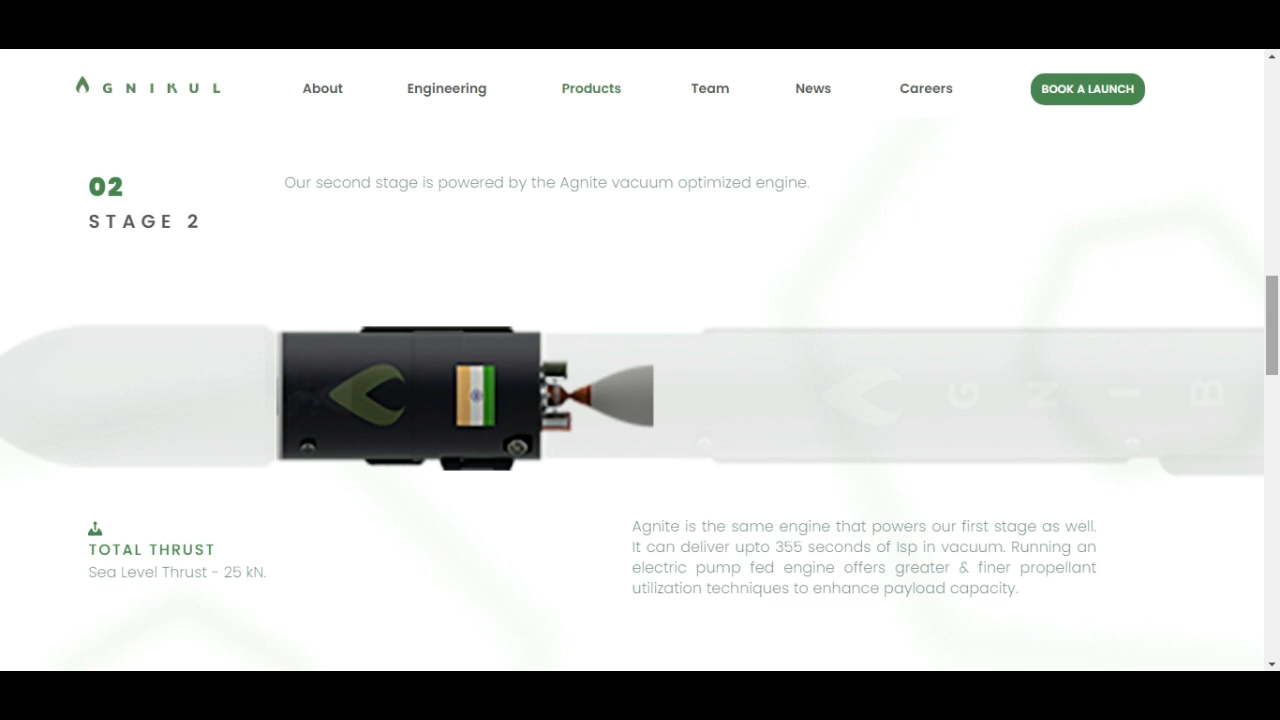 AGNIKUL
About
Engineering
Products
Team
News
Careers
BOOK A LAUNCH
02
STAGE 2
Our second stage is powered by the Agnite vacuum optimized engine.
G N I B
TOTAL THRUST
Sea Level Thrust - 25 kN.
Agnite is the same engine that powers our first stage as well.
It can deliver upto 355 seconds of Isp in vacuum. Running an
electric pump fed engine offers greater & finer propellant
utilization techniques to enhance payload capacity.